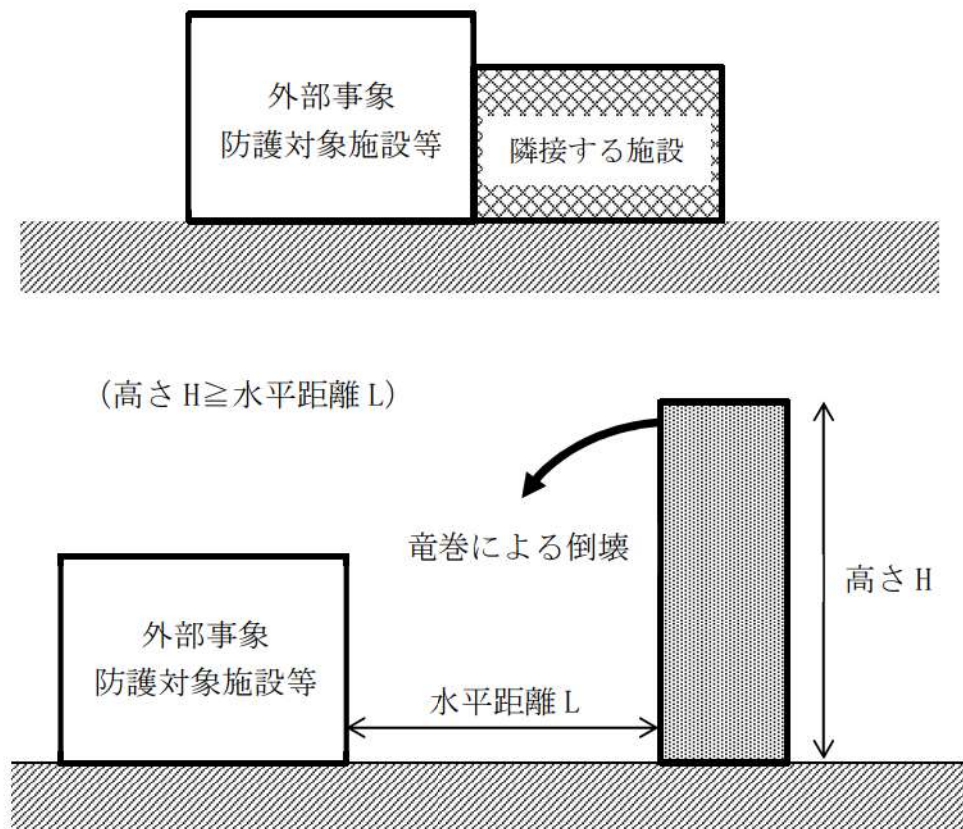 外部事象
防護対象施設等
隣接する施設
（高さH≧水平距離L）
竜巻による倒壊
高さH
外部事象
防護対象施設等
水平距離L